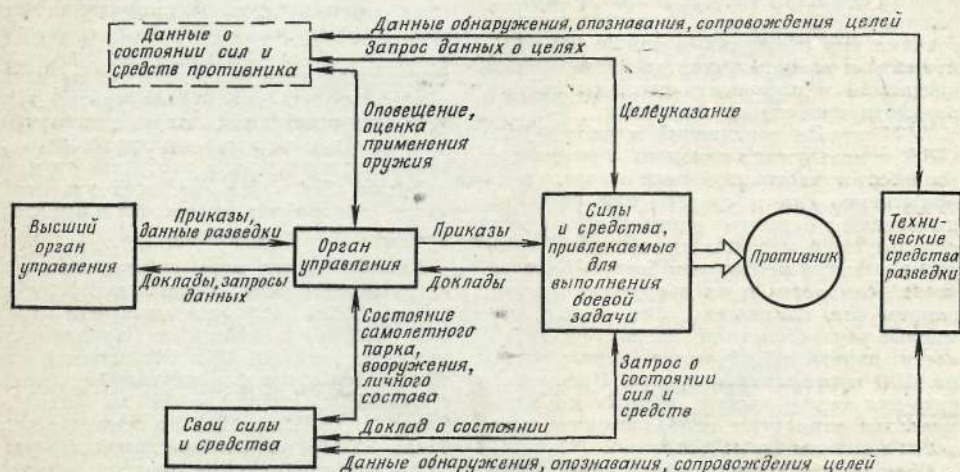 Данные о
состоянии сил и
средств противника
Данные обнаружения, опознавания, сопровождения целей
Запрос данных о целях
Оповещение,
оценка
применения
оружия
Целеуказание
Высший
орган
управления
Приказы,
данные разведки
Доклады, запросы
данных
Орган
управления
Приказы
Доклады
Силы
и средства,
привлекаемые
для
выполнения
боевой
задачи
Противник
Техни-
ческие
средства
разведки
Состояние
самолетного
парка,
вооружения,
личного
состава
Запрос о
состоянии
сил и
средств
Свои силы
и средства
Доклад о состоянии
Данные обнаружения, опознавания, сопровождения целей